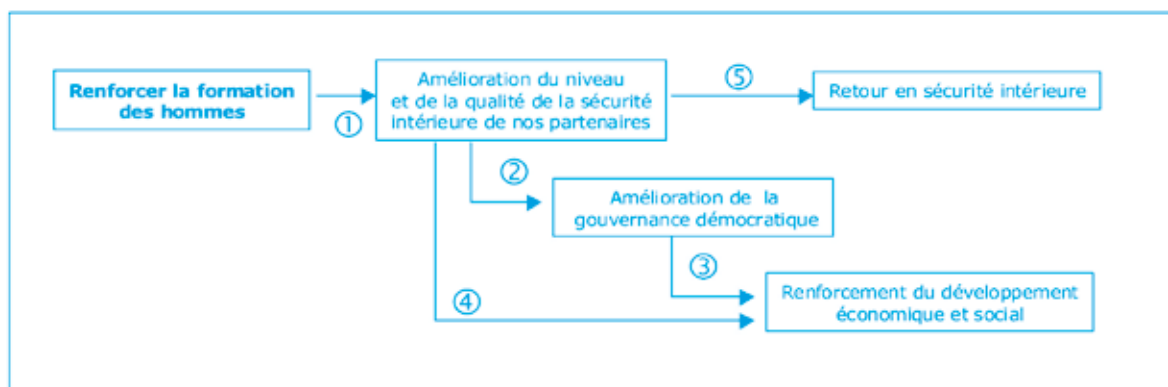 Renforcer la formation
des hommes
①
Amélioration du niveau
et de la qualité de la sécurité
intérieure de nos partenaires
⑤
Retour en sécurité intérieure
②
Amélioration de la
gouvernance démocratique
③
④
Renforcement du développement
économique et social